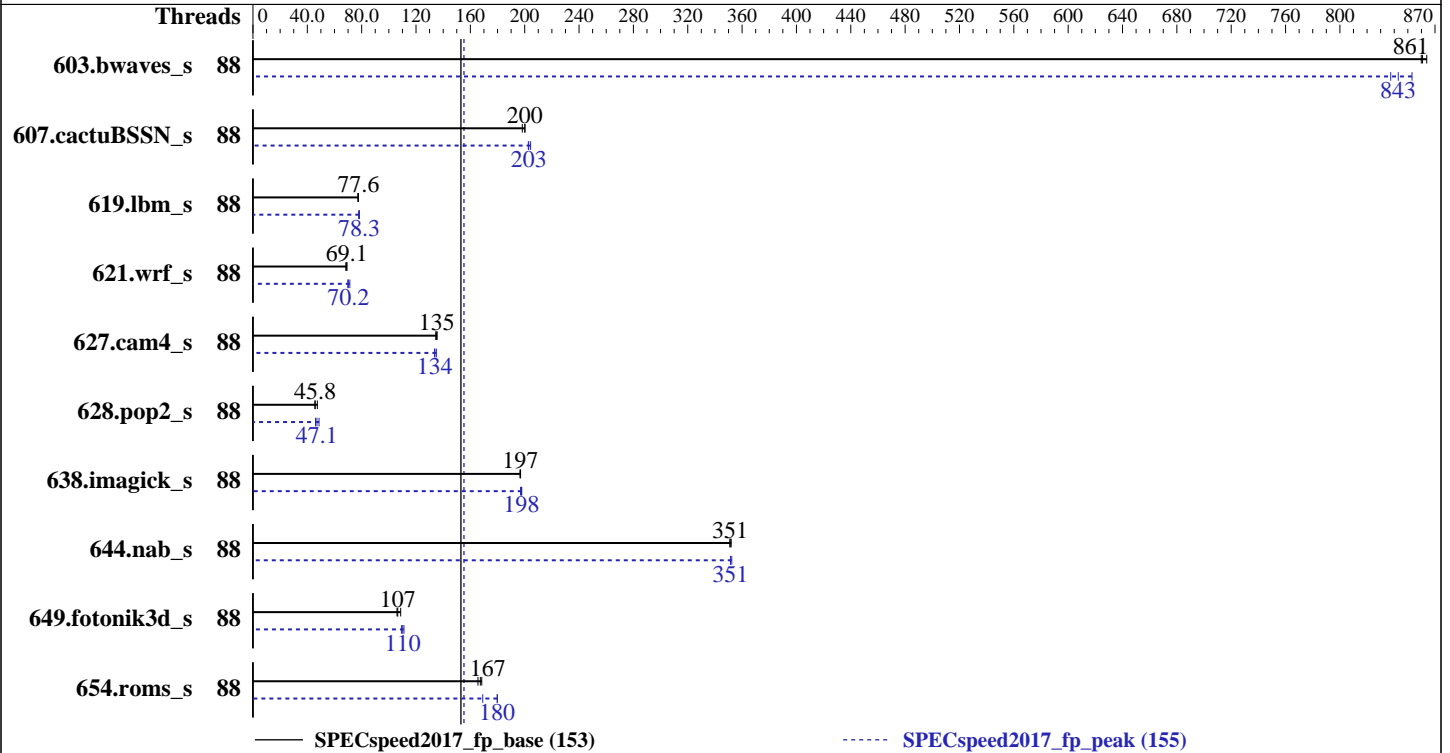 Threads 0 40.0 80.0 120 160 200 240 280 320 360 400 440 480 520 560 600 640 680 720 760 800 870
603.bwaves_s 88 861
843
607.cactuBSSN_s 88 200
203
619.lbm_s 88 77.6
78.3
621.wrf_s 88 69.1
70.2
627.cam4_s 88 135
134
628.pop2_s 88 45.8
47.1
638.imagick_s 88 197
198
644.nab_s 88 351
351
649.fotonik3d_s 88 107
110
654.roms_s 88 167
180
SPECspeed2017_fp_base (153) SPECspeed2017_fp_peak (155)